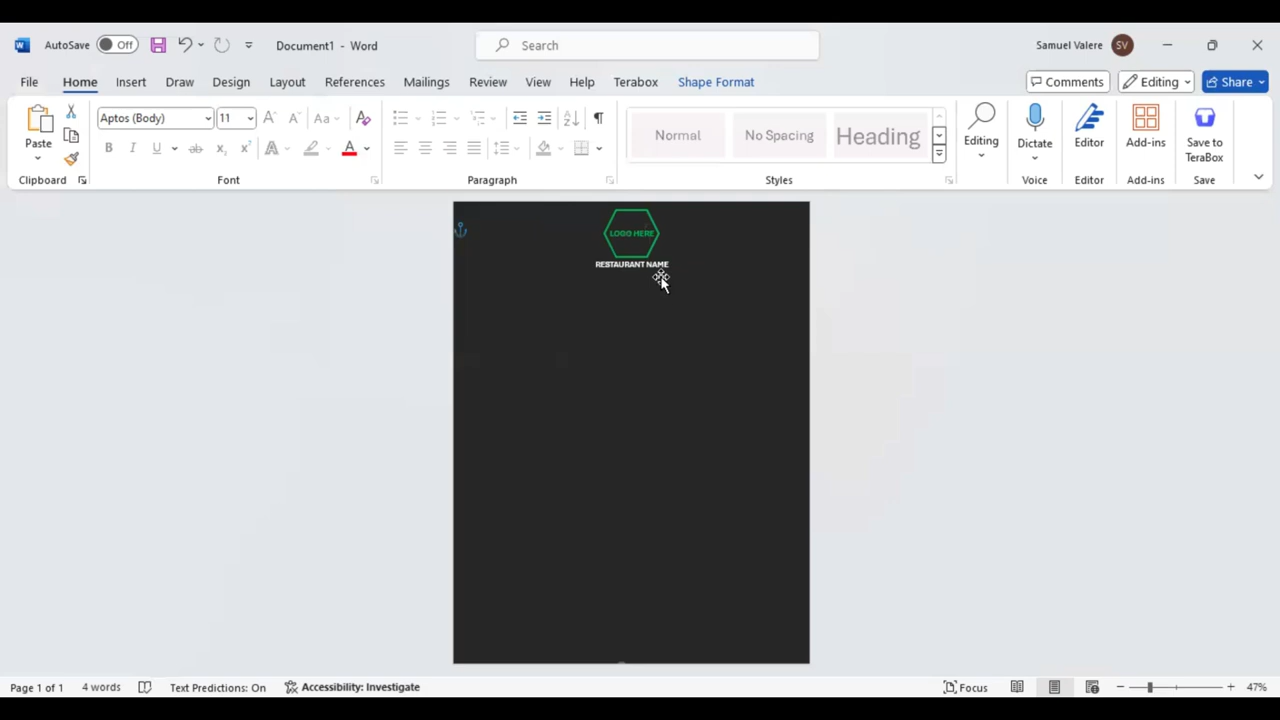 AutoSave Off Document1 - Word Search Samuel Valere SV
File Home Insert Draw Design Layout References Mailings Review View Help Terabox Shape Format Comments Editing Share
Paste Aptos (Body) 11 Aa Normal No Spacing Heading Editing Dictate Editor Add-ins Save to TeraBox
Clipboard Font Paragraph Styles Voice Editor Add-ins Save
LOGO HERE
RESTAURANT NAME
Page 1 of 1 4 words Text Predictions: On Accessibility: Investigate Focus 47%